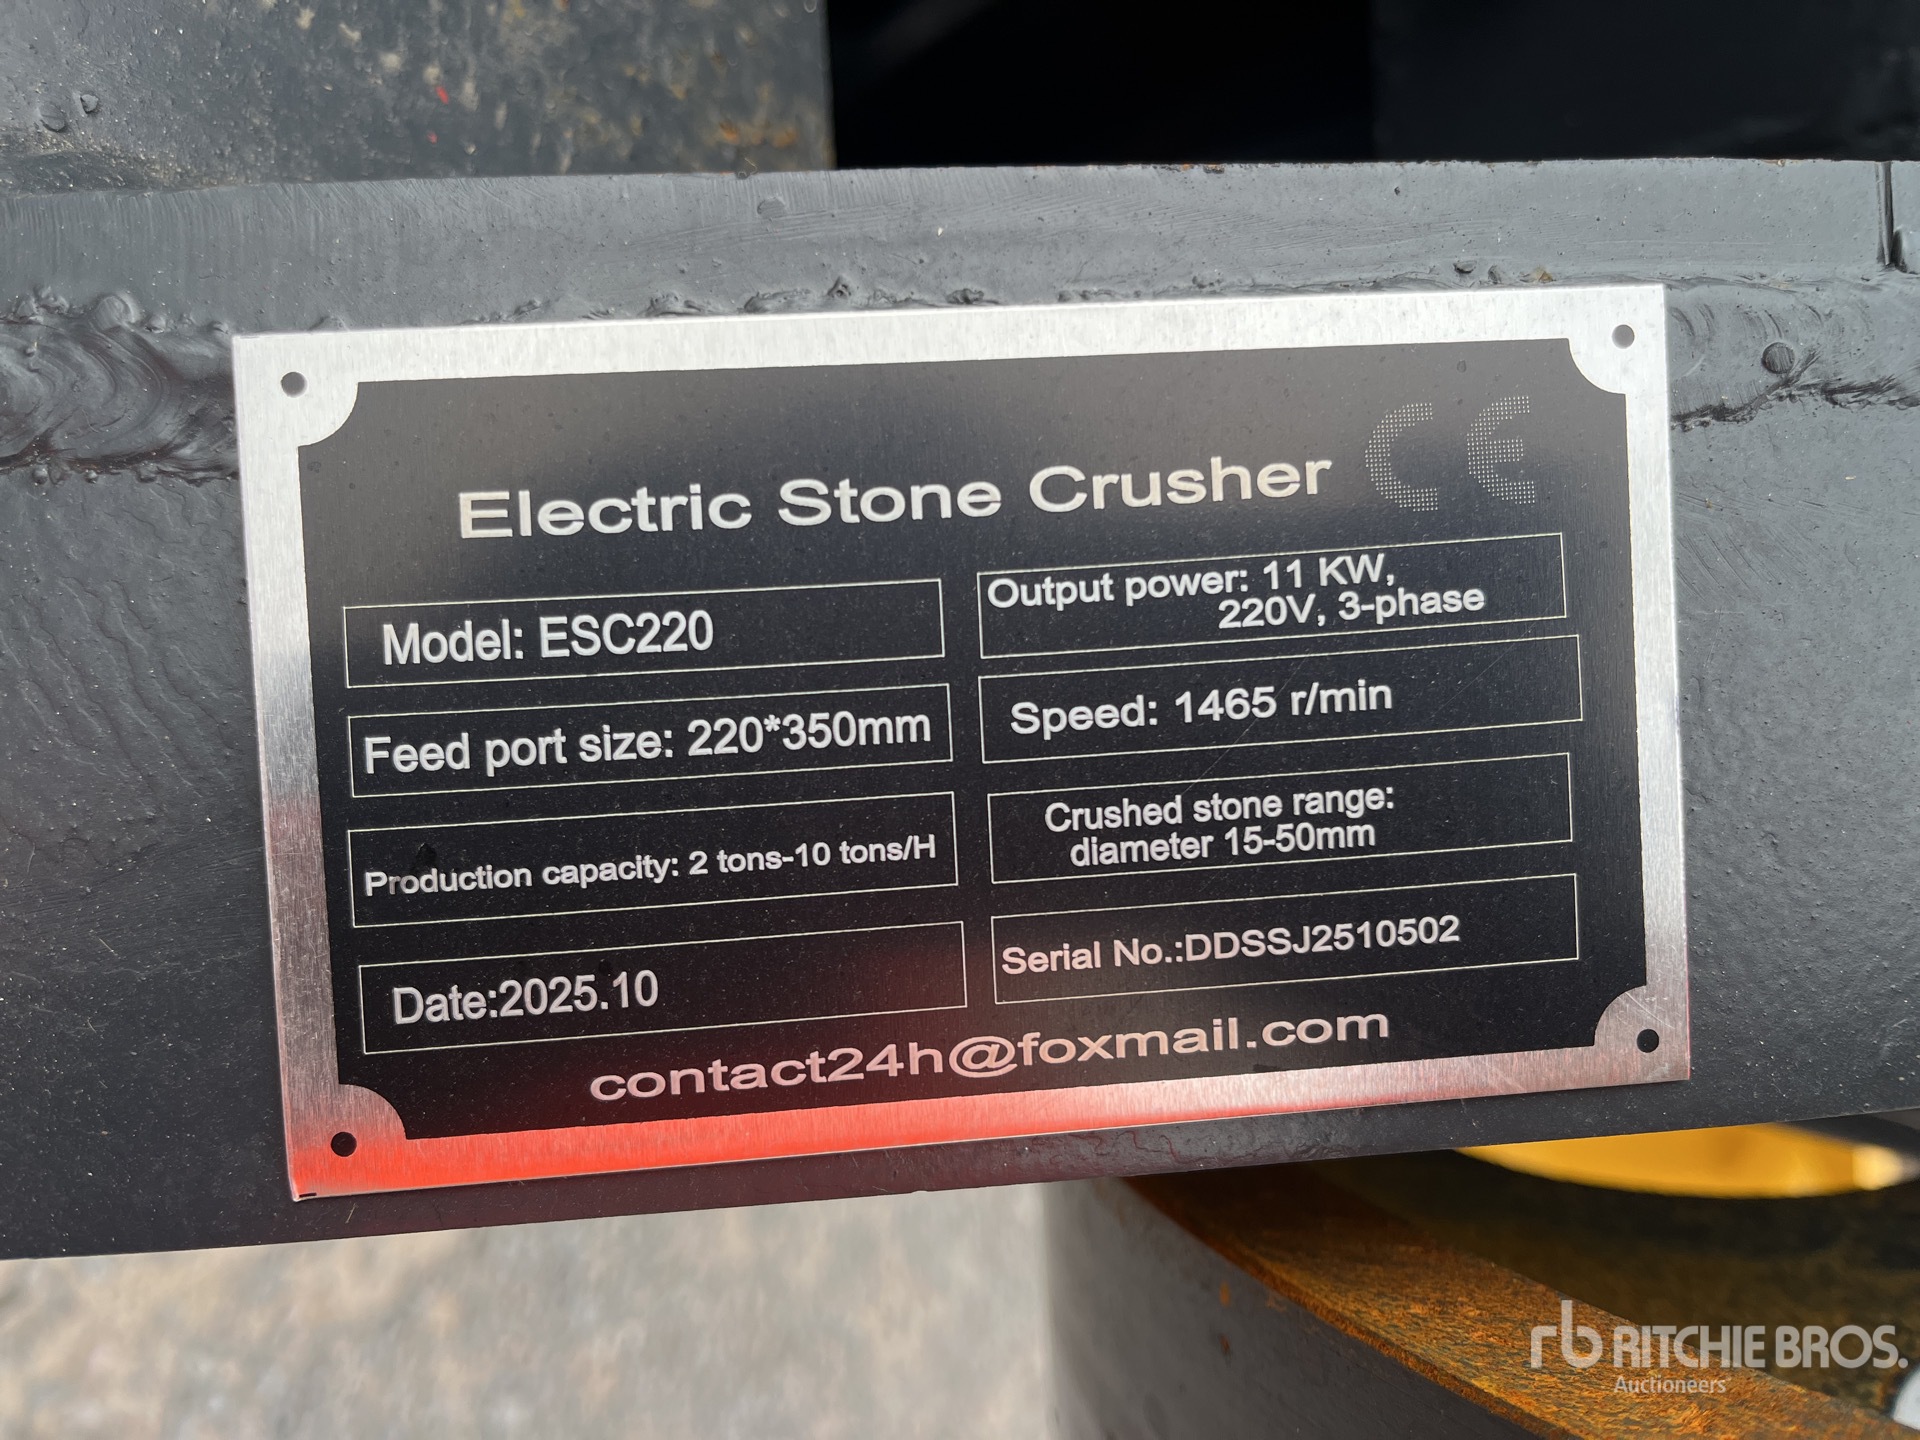 Electric Stone Crusher CE
Model: ESC220
Output power: 11 KW,
220V, 3-phase
Feed port size: 220*350mm
Speed: 1465 r/min
Production capacity: 2 tons-10 tons/H
Crushed stone range:
diameter 15-50mm
Date:2025.10
Serial No.:DDSSJ2510502
contact24h@foxmail.com
rb RITCHIE BROS.
Auctioneers